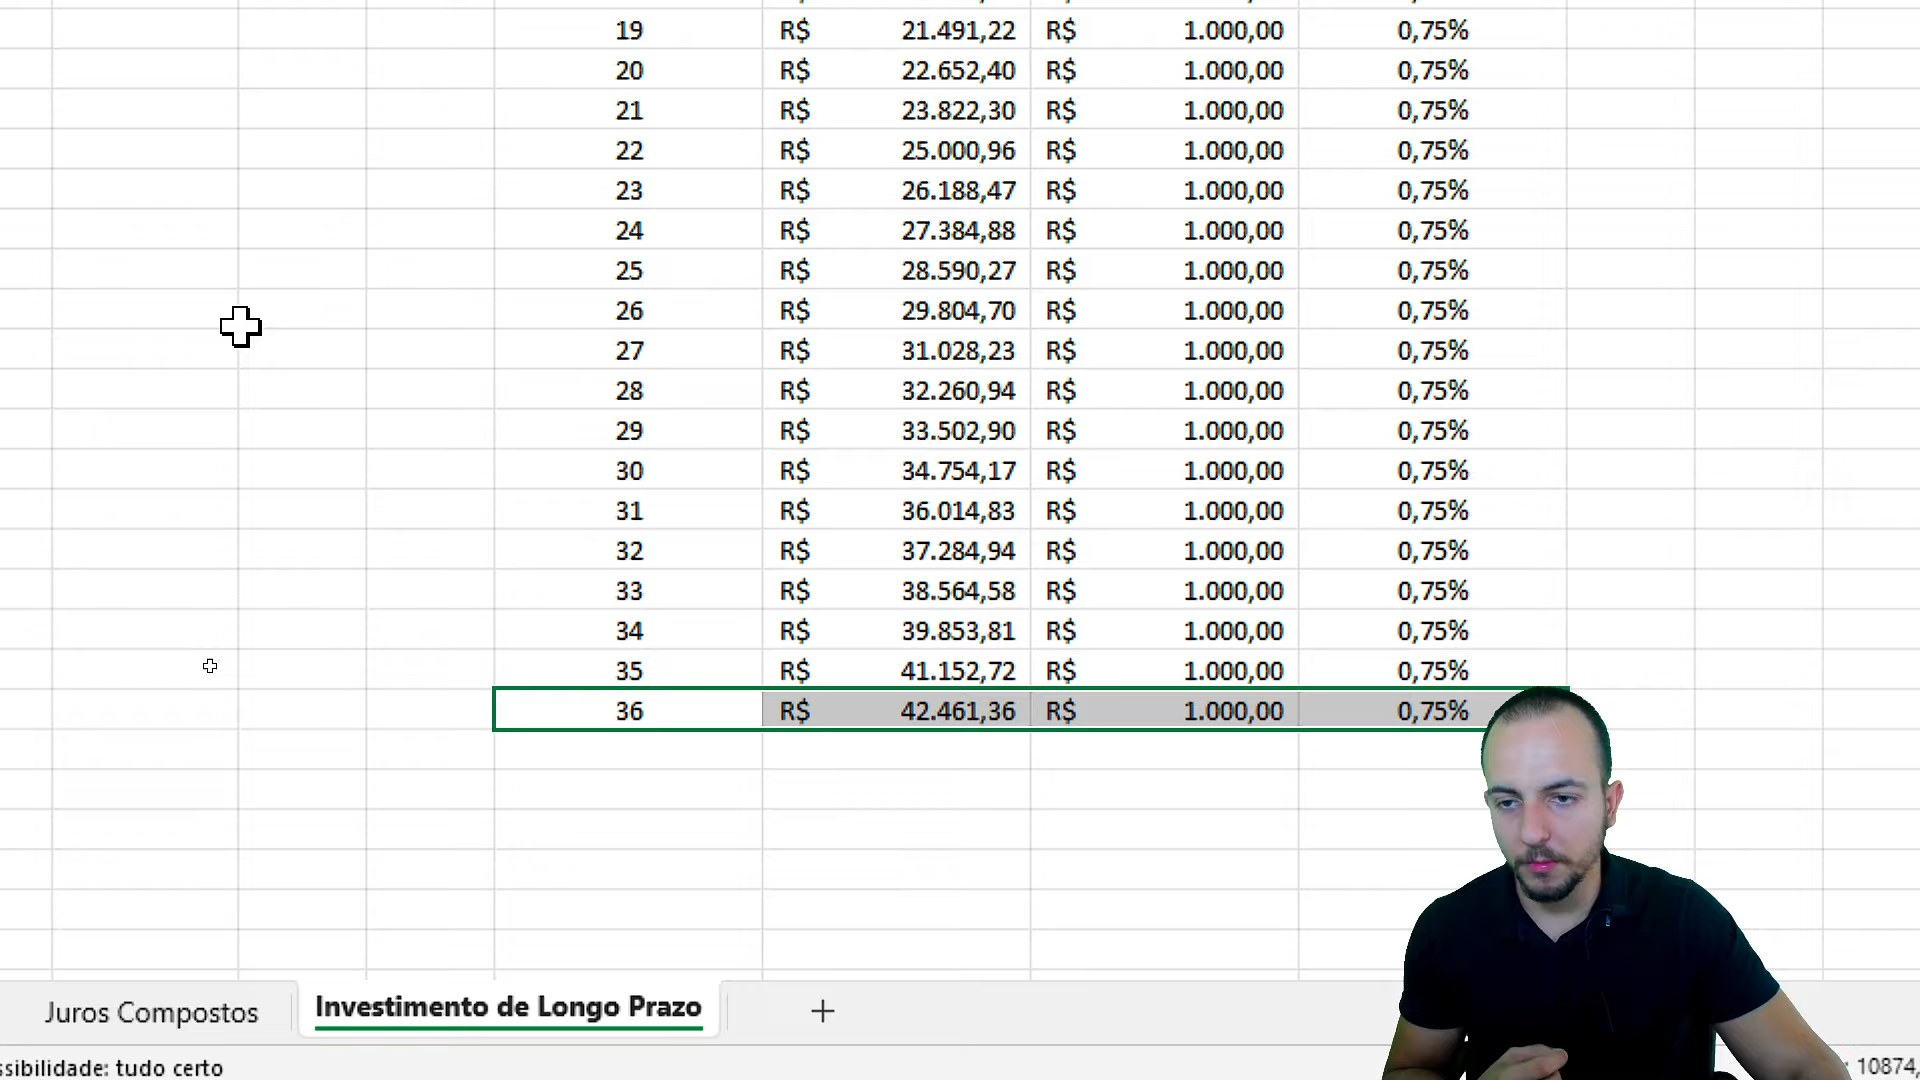 19 R$ 21.491,22 R$ 1.000,00 0,75%
20 R$ 22.652,40 R$ 1.000,00 0,75%
21 R$ 23.822,30 R$ 1.000,00 0,75%
22 R$ 25.000,96 R$ 1.000,00 0,75%
23 R$ 26.188,47 R$ 1.000,00 0,75%
24 R$ 27.384,88 R$ 1.000,00 0,75%
25 R$ 28.590,27 R$ 1.000,00 0,75%
26 R$ 29.804,70 R$ 1.000,00 0,75%
27 R$ 31.028,23 R$ 1.000,00 0,75%
28 R$ 32.260,94 R$ 1.000,00 0,75%
29 R$ 33.502,90 R$ 1.000,00 0,75%
30 R$ 34.754,17 R$ 1.000,00 0,75%
31 R$ 36.014,83 R$ 1.000,00 0,75%
32 R$ 37.284,94 R$ 1.000,00 0,75%
33 R$ 38.564,58 R$ 1.000,00 0,75%
34 R$ 39.853,81 R$ 1.000,00 0,75%
35 R$ 41.152,72 R$ 1.000,00 0,75%
36 R$ 42.461,36 R$ 1.000,00 0,75%
Juros Compostos Investimento de Longo Prazo +
ssibilidade: tudo certo : 10874,